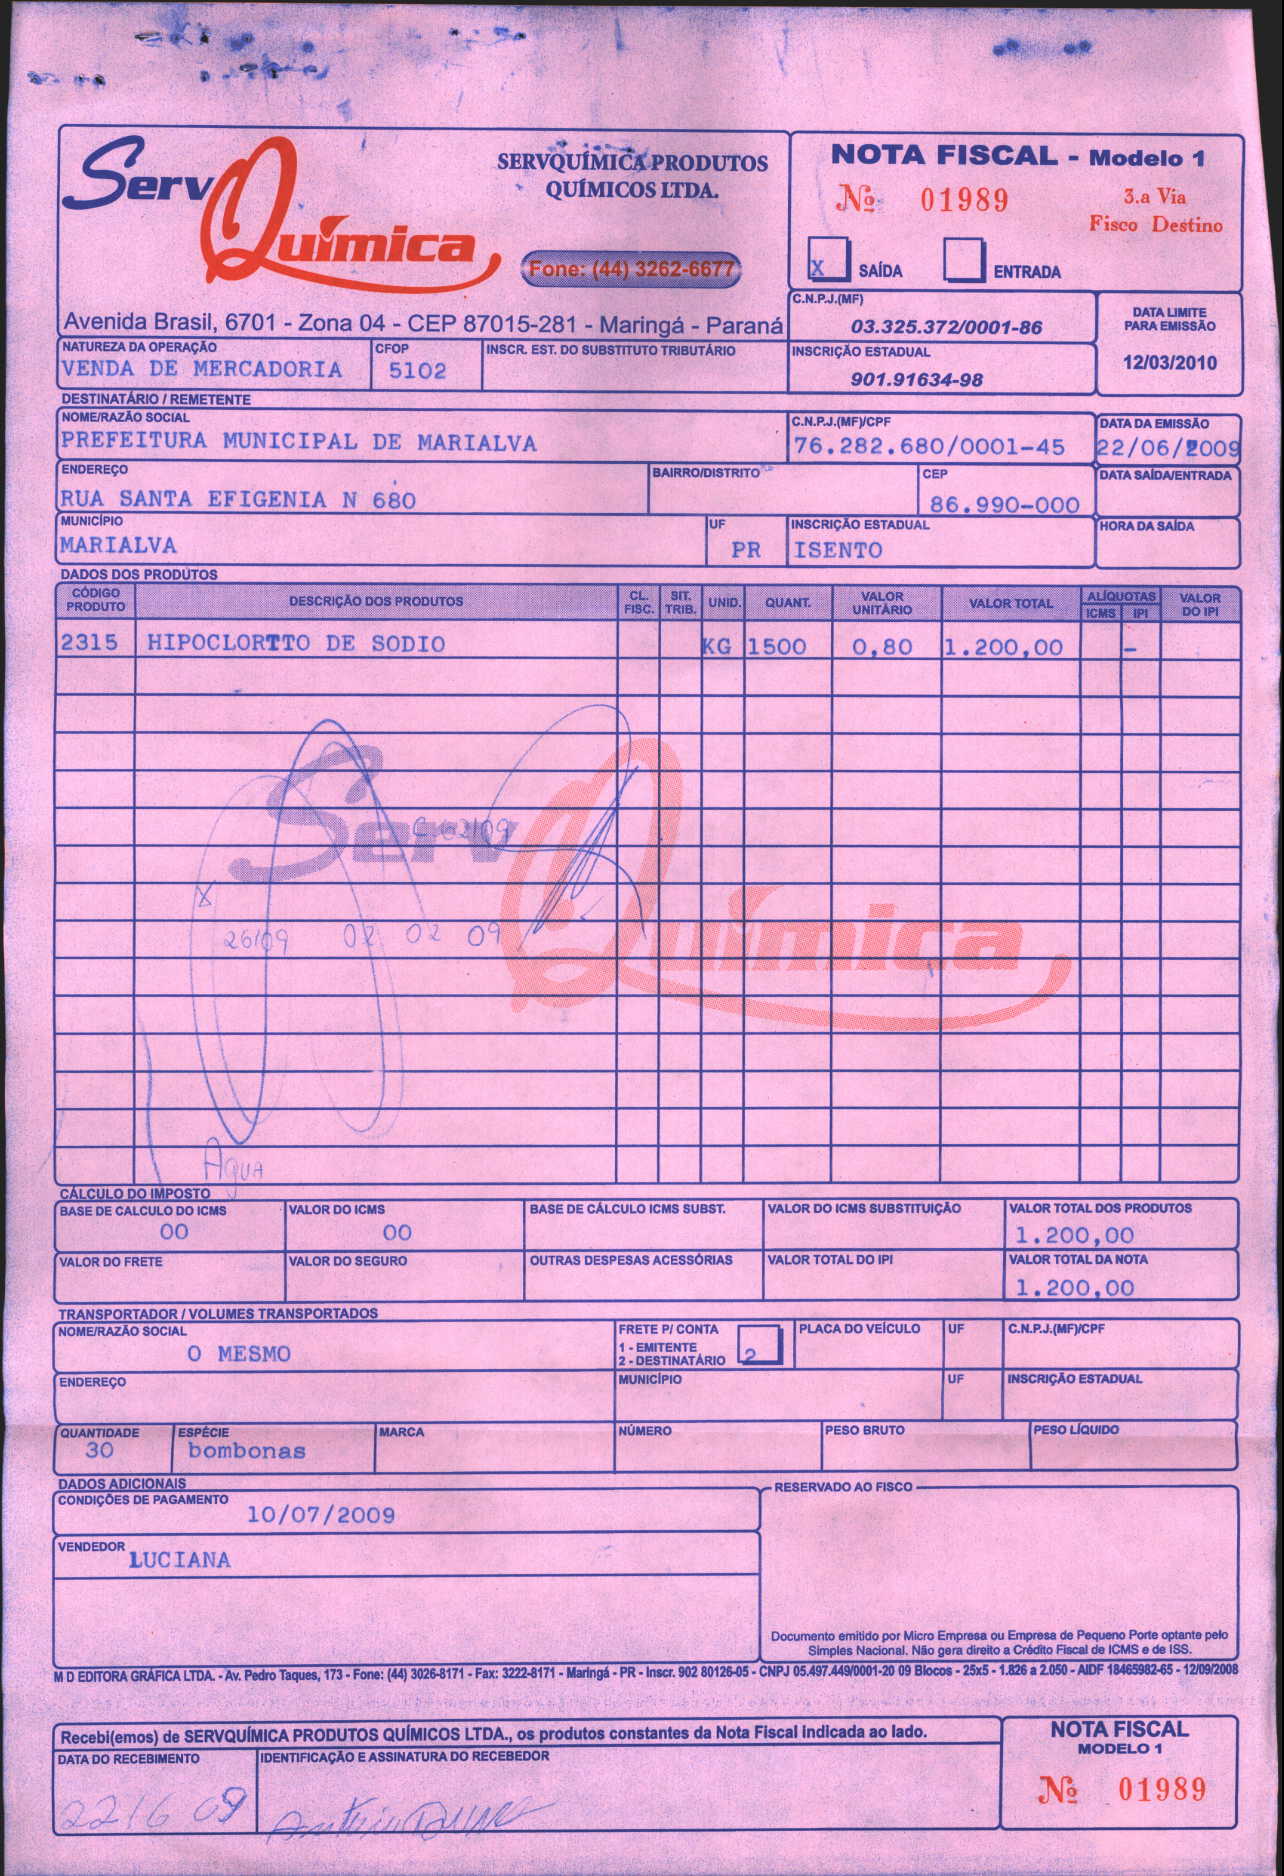 ServQuímica
SERVQUÍMICA PRODUTOS
QUÍMICOS LTDA.
Fone: (44) 3262-6677
Avenida Brasil, 6701 - Zona 04 - CEP 87015-281 - Maringá - Paraná
NOTA FISCAL - Modelo 1
Nº 01989
3.a Via
Fisco Destino
X SAÍDA ENTRADA
C.N.P.J.(MF)
03.325.372/0001-86
DATA LIMITE
PARA EMISSÃO
12/03/2010
NATUREZA DA OPERAÇÃO CFOP INSCR. EST. DO SUBSTITUTO TRIBUTÁRIO INSCRIÇÃO ESTADUAL
VENDA DE MERCADORIA 5102 901.91634-98
DESTINATÁRIO / REMETENTE
NOME/RAZÃO SOCIAL C.N.P.J.(MF)/CPF DATA DA EMISSÃO
PREFEITURA MUNICIPAL DE MARIALVA 76.282.680/0001-45 22/06/2009
ENDEREÇO BAIRRO/DISTRITO CEP DATA SAÍDA/ENTRADA
RUA SANTA EFIGENIA N 680 86.990-000
MUNICÍPIO UF INSCRIÇÃO ESTADUAL HORA DA SAÍDA
MARIALVA PR ISENTO
DADOS DOS PRODUTOS
CÓDIGO PRODUTO DESCRIÇÃO DOS PRODUTOS CL. FISC. SIT. TRIB. UNID. QUANT. VALOR UNITÁRIO VALOR TOTAL ALÍQUOTAS ICMS IPI VALOR DO IPI
2315 HIPOCLORTTO DE SODIO KG 1500 0,80 1.200,00 -
ServQuímica
X
26/09 02 02 09
AGUA
CÁLCULO DO IMPOSTO
BASE DE CALCULO DO ICMS VALOR DO ICMS BASE DE CÁLCULO ICMS SUBST. VALOR DO ICMS SUBSTITUIÇÃO VALOR TOTAL DOS PRODUTOS
00 00 1.200,00
VALOR DO FRETE VALOR DO SEGURO OUTRAS DESPESAS ACESSÓRIAS VALOR TOTAL DO IPI VALOR TOTAL DA NOTA
1.200,00
TRANSPORTADOR / VOLUMES TRANSPORTADOS
NOME/RAZÃO SOCIAL FRETE P/ CONTA PLACA DO VEÍCULO UF C.N.P.J.(MF)/CPF
O MESMO 1 - EMITENTE
2 - DESTINATÁRIO 2
ENDEREÇO MUNICÍPIO UF INSCRIÇÃO ESTADUAL
QUANTIDADE ESPÉCIE MARCA NÚMERO PESO BRUTO PESO LÍQUIDO
30 bombonas
DADOS ADICIONAIS
CONDIÇÕES DE PAGAMENTO
10/07/2009
VENDEDOR
LUCIANA
RESERVADO AO FISCO
Documento emitido por Micro Empresa ou Empresa de Pequeno Porte optante pelo
Simples Nacional. Não gera direito a Crédito Fiscal de ICMS e de ISS.
M D EDITORA GRÁFICA LTDA. - Av. Pedro Taques, 173 - Fone: (44) 3026-8171 - Fax: 3222-8171 - Maringá - PR - Inscr. 902 80126-05 - CNPJ 05.497.449/0001-20 09 Blocos - 25x5 - 1.826 a 2.050 - AIDF 18465982-65 - 12/09/2008
Recebi(emos) de SERVQUÍMICA PRODUTOS QUÍMICOS LTDA., os produtos constantes da Nota Fiscal indicada ao lado.
DATA DO RECEBIMENTO IDENTIFICAÇÃO E ASSINATURA DO RECEBEDOR
22/6 09
NOTA FISCAL
MODELO 1
Nº 01989